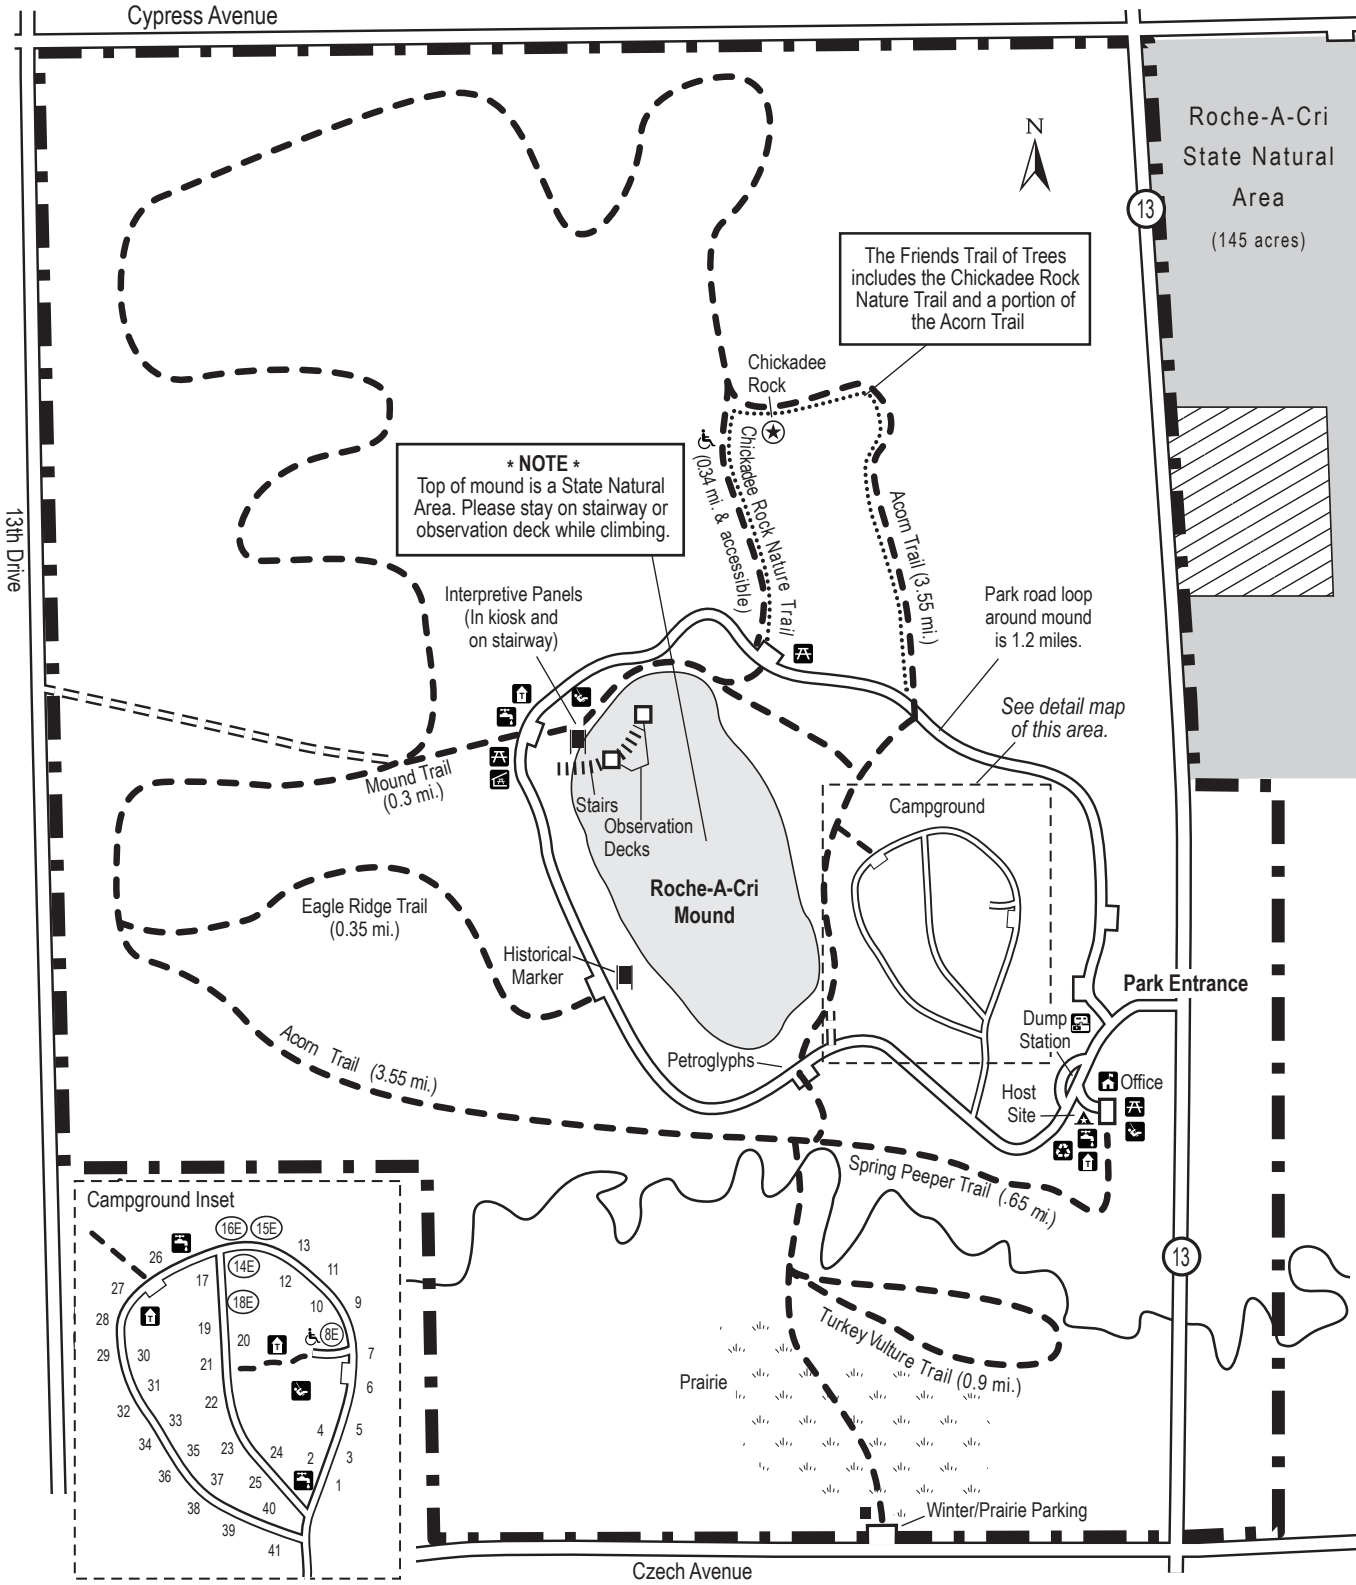 Cypress Avenue
N
Roche-A-Cri
State Natural
Area
(145 acres)
13
The Friends Trail of Trees
includes the Chickadee Rock
Nature Trail and a portion of
the Acorn Trail
Chickadee
Rock
* NOTE *
Top of mound is a State Natural
Area. Please stay on stairway or
observation deck while climbing.
Chickadee Rock Nature Trail
(0.34 mi. & accessible)
Acorn Trail (3.55 mi.)
13th Drive
Interpretive Panels
(In kiosk and
on stairway)
Park road loop
around mound
is 1.2 miles.
See detail map
of this area.
T
Mound Trail
(0.3 mi.)
Stairs
Observation
Decks
Campground
Roche-A-Cri
Mound
Eagle Ridge Trail
(0.35 mi.)
Historical
Marker
Park Entrance
Dump
Station
Petroglyphs
Office
Host
Site
T
Acorn Trail (3.55 mi.)
Spring Peeper Trail (.65 mi.)
13
Turkey Vulture Trail (0.9 mi.)
Prairie
Winter/Prairie Parking
Czech Avenue
Campground Inset
16E 15E
13
26
14E
11
17
12
27
18E
10
9
28
T
19
20
T
8E
7
29
30
21
6
31
22
32
33
4
5
34
35
23
24
2
3
36
37
25
1
38
40
39
41